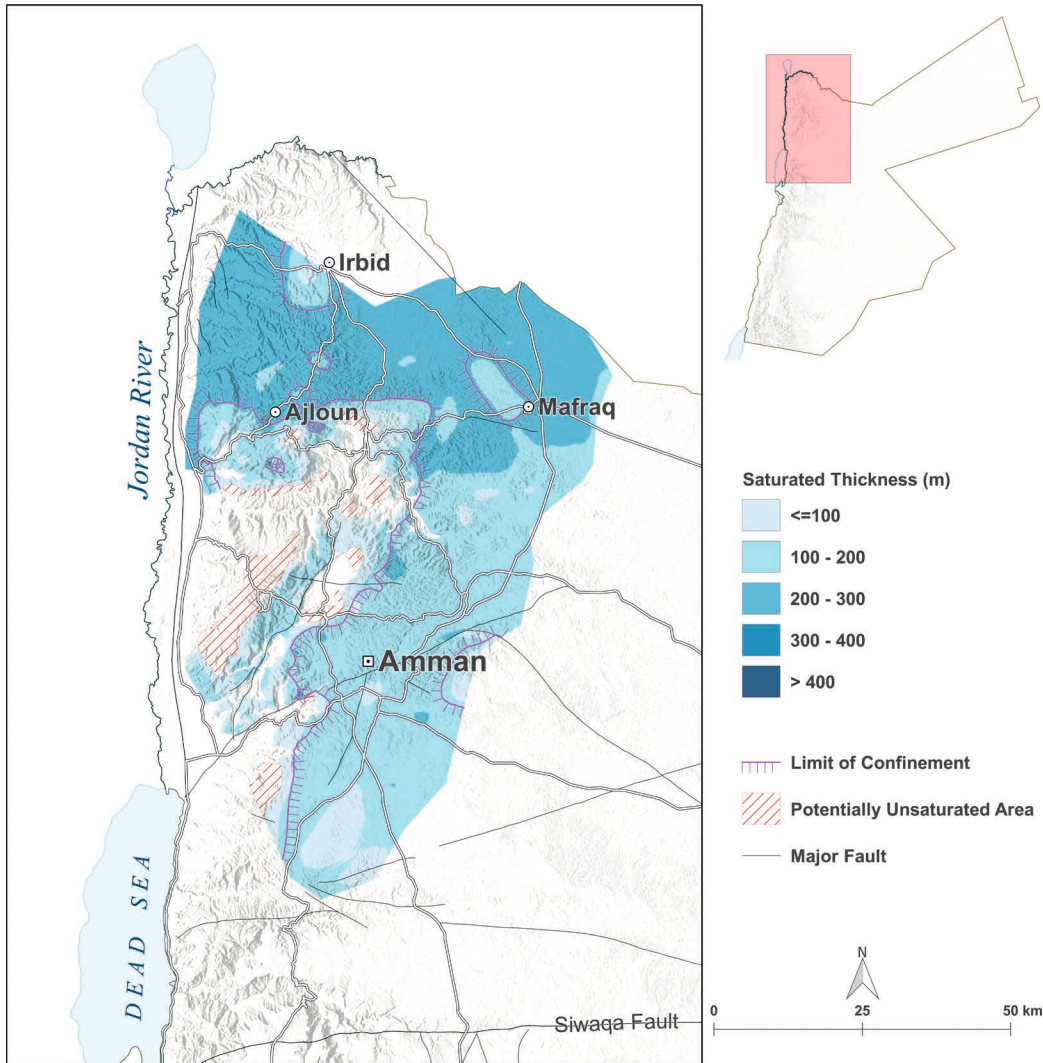 Irbid
Ajloun
Mafraq
Jordan River
Amman
DEAD SEA
Siwaqa Fault
Saturated Thickness (m)
<=100
100 - 200
200 - 300
300 - 400
> 400
Limit of Confinement
Potentially Unsaturated Area
Major Fault
N
0 25 50 km